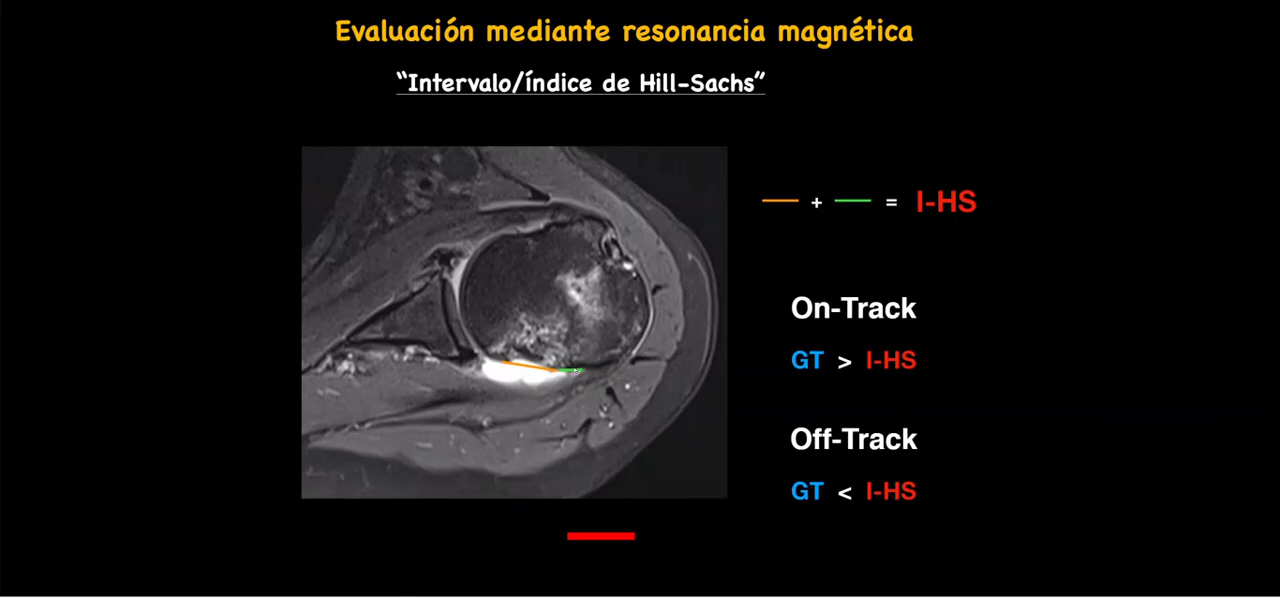 Evaluación mediante resonancia magnética
“Intervalo/índice de Hill-Sachs”
+ = I-HS
On-Track
GT > I-HS
Off-Track
GT < I-HS